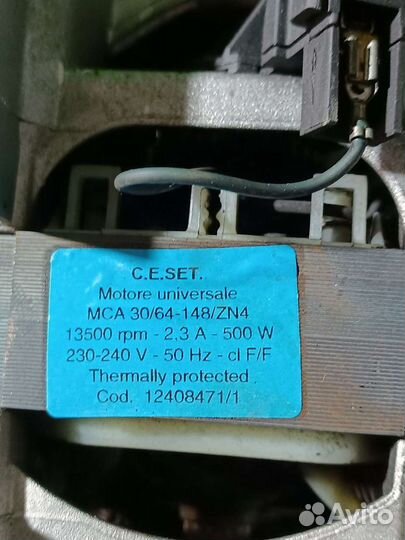 C.E.SET.
Motore universale
MCA 30/64-148/ZN4
13500 rpm - 2,3 A - 500 W
230-240 V - 50 Hz - cl F/F
Thermally protected
Cod. 12408471/1
Avito